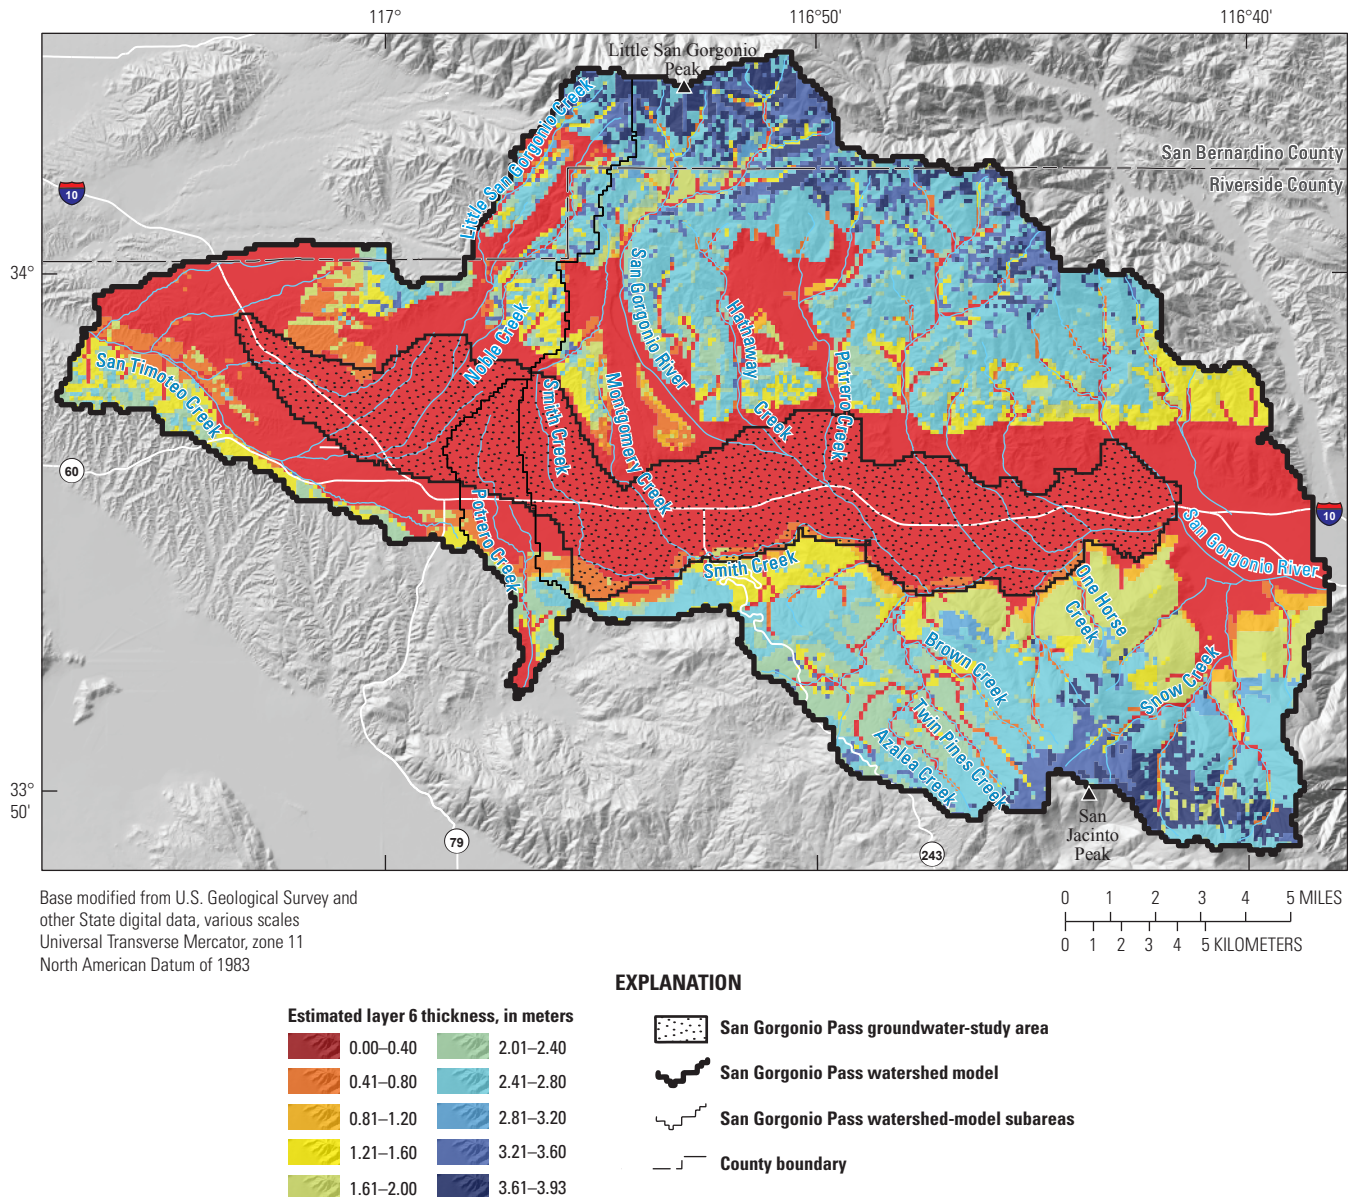 117°
116°50'
116°40'
Little San Gorgonio
Peak
San Bernardino County
Riverside County
10
Little San Gorgonio Creek
34°
San Gorgonio River
Noble Creek
Hathaway
Creek
Potrero Creek
San Timoteo Creek
Smith Creek
Montgomery Creek
60
10
Potrero Creek
San Gorgonio River
Smith Creek
One Horse
Creek
Brown Creek
Snow Creek
Twin Pines Creek
Azalea Creek
33°
50'
San
Jacinto
Peak
79
243
Base modified from U.S. Geological Survey and
other State digital data, various scales
Universal Transverse Mercator, zone 11
North American Datum of 1983
0 1 2 3 4 5 MILES
0 1 2 3 4 5 KILOMETERS
EXPLANATION
Estimated layer 6 thickness, in meters
0.00–0.40
0.41–0.80
0.81–1.20
1.21–1.60
1.61–2.00
2.01–2.40
2.41–2.80
2.81–3.20
3.21–3.60
3.61–3.93
San Gorgonio Pass groundwater-study area
San Gorgonio Pass watershed model
San Gorgonio Pass watershed-model subareas
County boundary